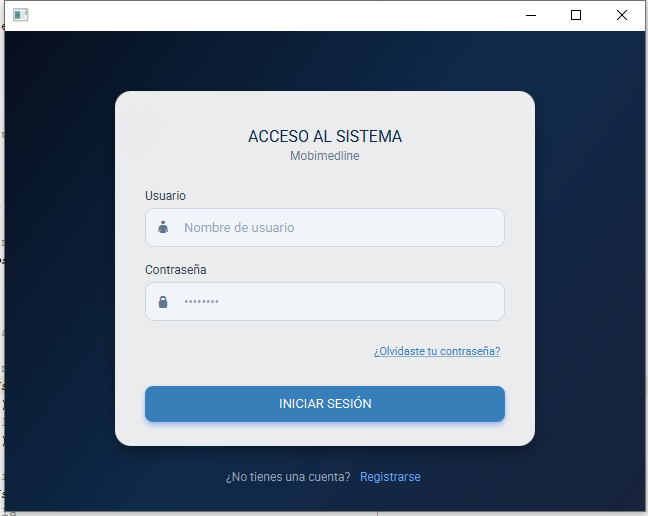 ACCESO AL SISTEMA
Mobimedline
Usuario
Nombre de usuario
Contraseña
••••••••
¿Olvidaste tu contraseña?
INICIAR SESIÓN
¿No tienes una cuenta? Registrarse